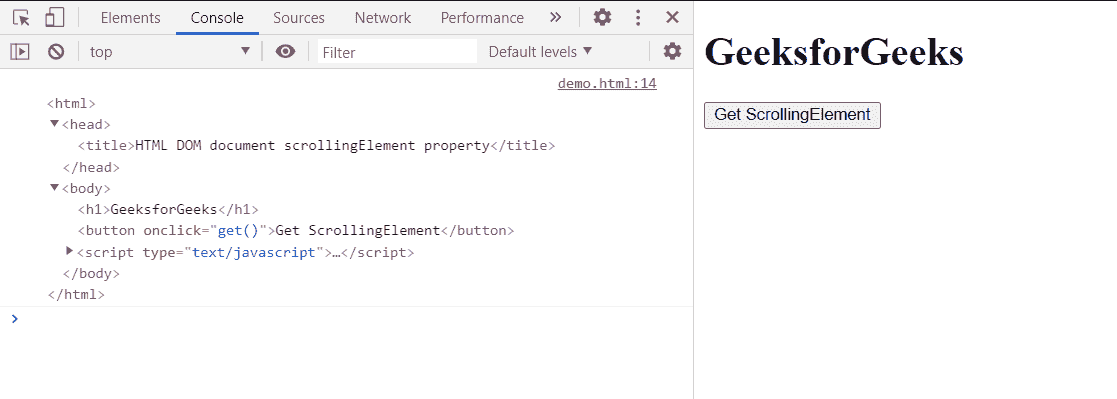 Elements Console Sources Network Performance »
top Filter Default levels
demo.html:14
<html>
<head>
<title>HTML DOM document scrollingElement property</title>
</head>
<body>
<h1>GeeksforGeeks</h1>
<button onclick="get()">Get ScrollingElement</button>
<script type="text/javascript">…</script>
</body>
</html>
>
GeeksforGeeks
Get ScrollingElement